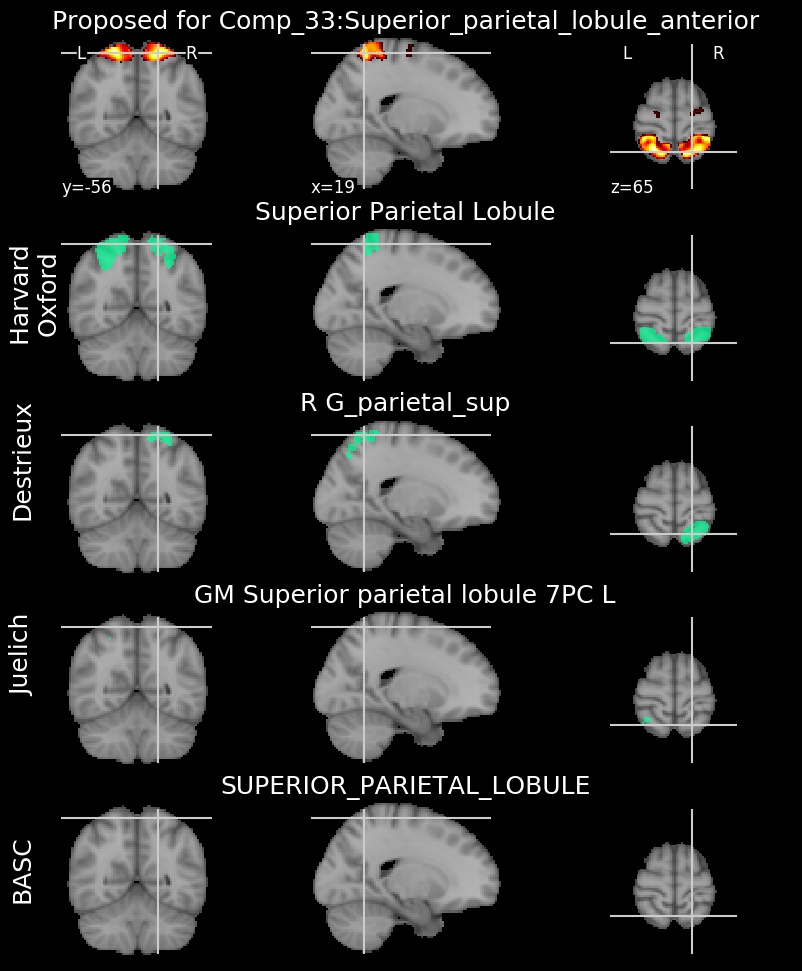 Proposed for Comp_33:Superior_parietal_lobule_anterior
L R
L R
y=-56
x=19
z=65
Superior Parietal Lobule
Harvard
Oxford
R G_parietal_sup
Destrieux
GM Superior parietal lobule 7PC L
Juelich
SUPERIOR_PARIETAL_LOBULE
BASC